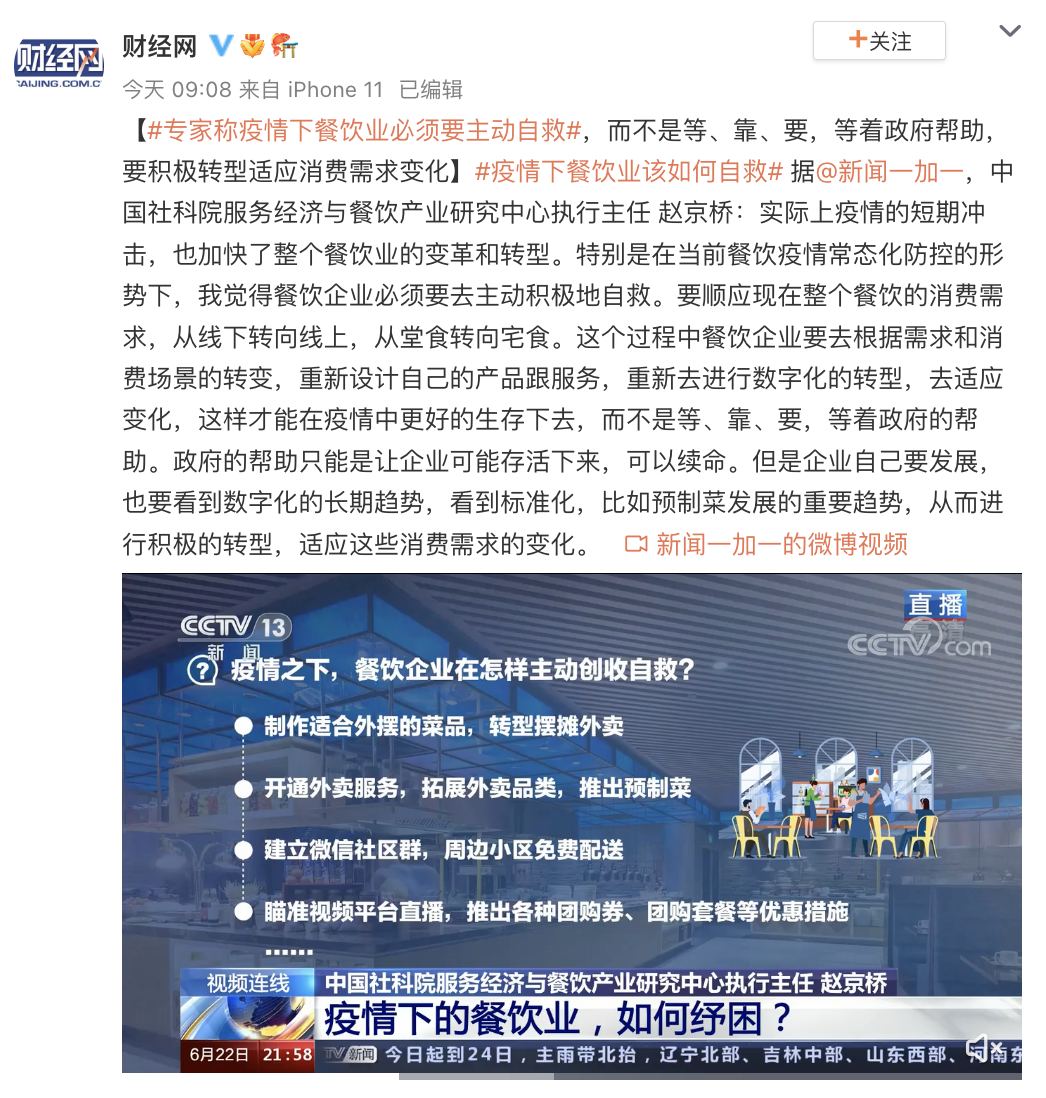 财经网
财经网
CAIJING.COM.C
+关注
今天 09:08 来自 iPhone 11 已编辑
【#专家称疫情下餐饮业必须要主动自救#，而不是等、靠、要，等着政府帮助，
要积极转型适应消费需求变化】#疫情下餐饮业该如何自救# 据@新闻一加一，中
国社科院服务经济与餐饮产业研究中心执行主任 赵京桥：实际上疫情的短期冲
击，也加快了整个餐饮业的变革和转型。特别是在当前餐饮疫情常态化防控的形
势下，我觉得餐饮企业必须要去主动积极地自救。要顺应现在整个餐饮的消费需
求，从线下转向线上，从堂食转向宅食。这个过程中餐饮企业要去根据需求和消
费场景的转变，重新设计自己的产品跟服务，重新去进行数字化的转型，去适应
变化，这样才能在疫情中更好的生存下去，而不是等、靠、要，等着政府的帮
助。政府的帮助只能是让企业可能存活下来，可以续命。但是企业自己要发展，
也要看到数字化的长期趋势，看到标准化，比如预制菜发展的重要趋势，从而进
行积极的转型，适应这些消费需求的变化。 新闻一加一的微博视频
直播
CCTV 13
新闻
高清
CCTV.com
? 疫情之下，餐饮企业在怎样主动创收自救？
制作适合外摆的菜品，转型摆摊外卖
开通外卖服务，拓展外卖品类，推出预制菜
建立微信社区群，周边小区免费配送
瞄准视频平台直播，推出各种团购券、团购套餐等优惠措施
......
视频连线 中国社科院服务经济与餐饮产业研究中心执行主任 赵京桥
疫情下的餐饮业，如何纾困？
6月22日 21:58 TV新闻 今日起到24日，主雨带北抬，辽宁北部、吉林中部、山东西部、河南东